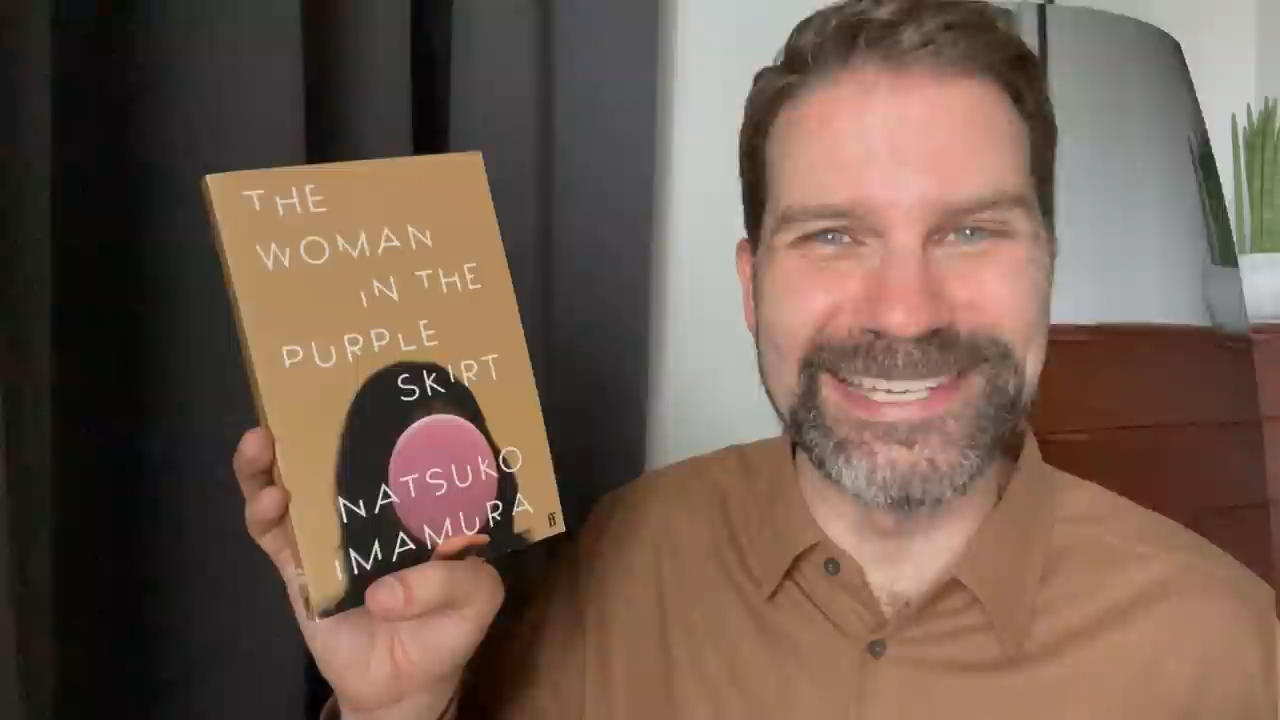 THE
WOMAN
IN THE
PURPLE
SKIRT
NATSUKO
IMAMURA
ff